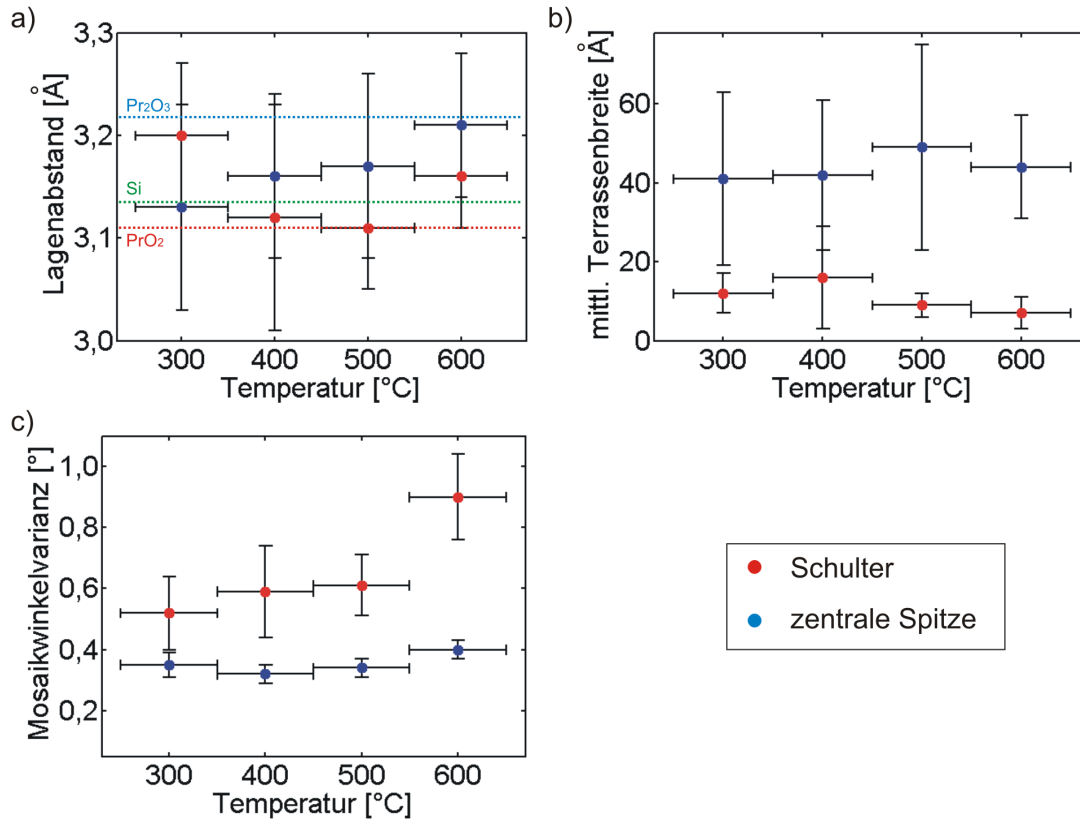 a)
Lagenabstand [Å]
3,3
3,2
3,1
3,0
Pr₂O₃
Si
PrO₂
300 400 500 600
Temperatur [°C]
b)
mittl. Terrassenbreite [Å]
60
40
20
0
300 400 500 600
Temperatur [°C]
c)
Mosaikwinkelvarianz [°]
1,0
0,8
0,6
0,4
0,2
300 400 500 600
Temperatur [°C]
Schulter
zentrale Spitze